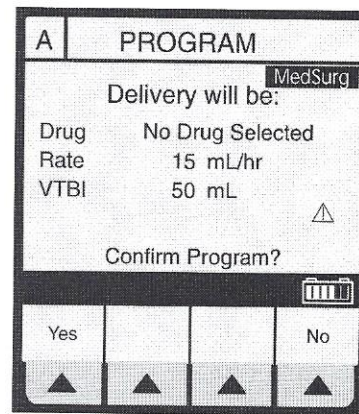 A PROGRAM
MedSurg
Delivery will be:
Drug No Drug Selected
Rate 15 mL/hr
VTBI 50 mL
Confirm Program?
Yes No